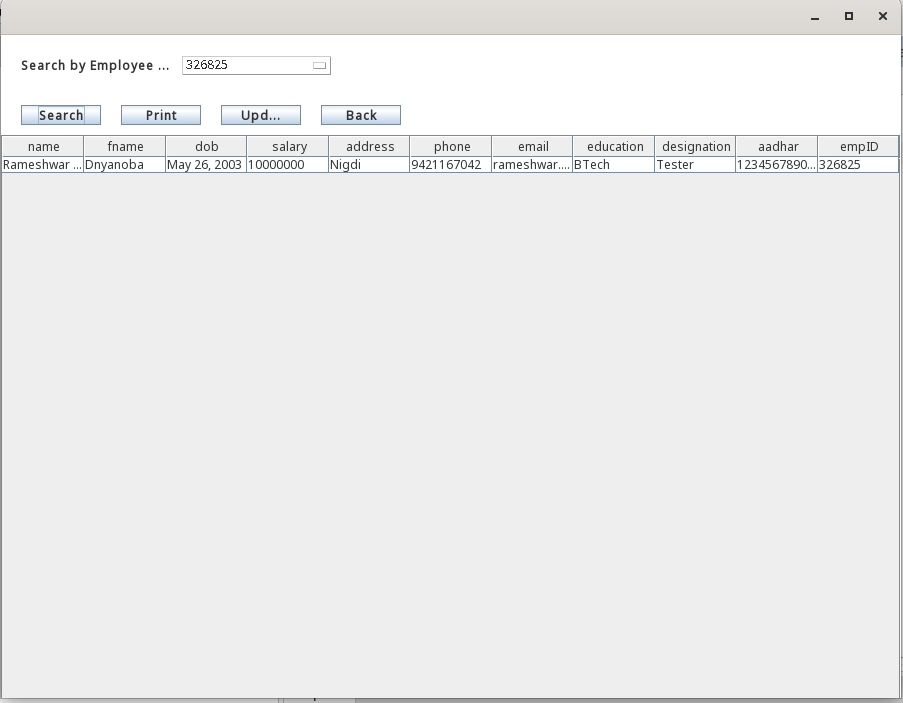 Search by Employee ... 326825
Search Print Upd... Back
name fname dob salary address phone email education designation aadhar empID
Rameshwar ... Dnyanoba May 26, 2003 10000000 Nigdi 9421167042 rameshwar.... BTech Tester 1234567890... 326825